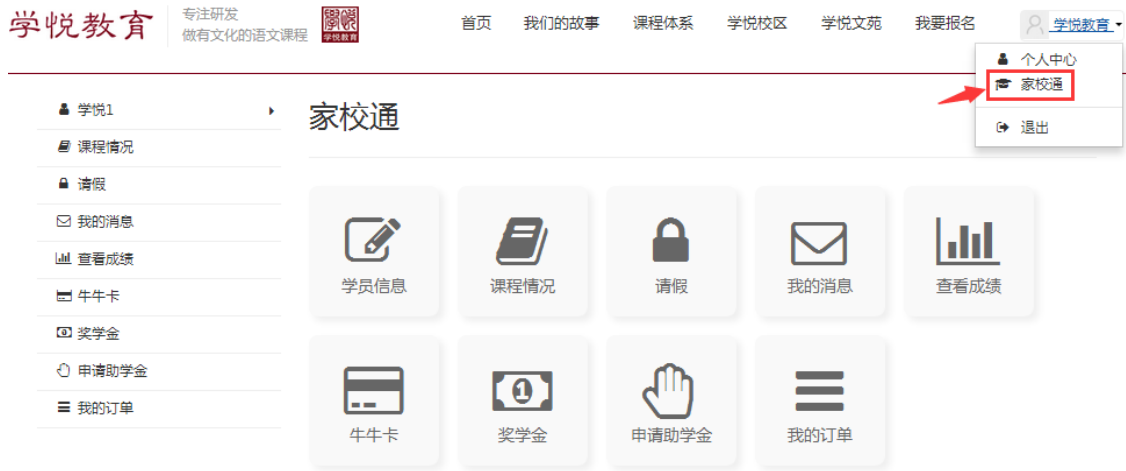 学悦教育
专注研发
做有文化的语文课程
学悦教育
首页 我们的故事 课程体系 学悦校区 学悦文苑 我要报名 学悦教育
个人中心
家校通
退出
学悦1
课程情况
请假
我的消息
查看成绩
牛牛卡
奖学金
申请助学金
我的订单
家校通
学员信息 课程情况 请假 我的消息 查看成绩
1
牛牛卡 奖学金 申请助学金 我的订单